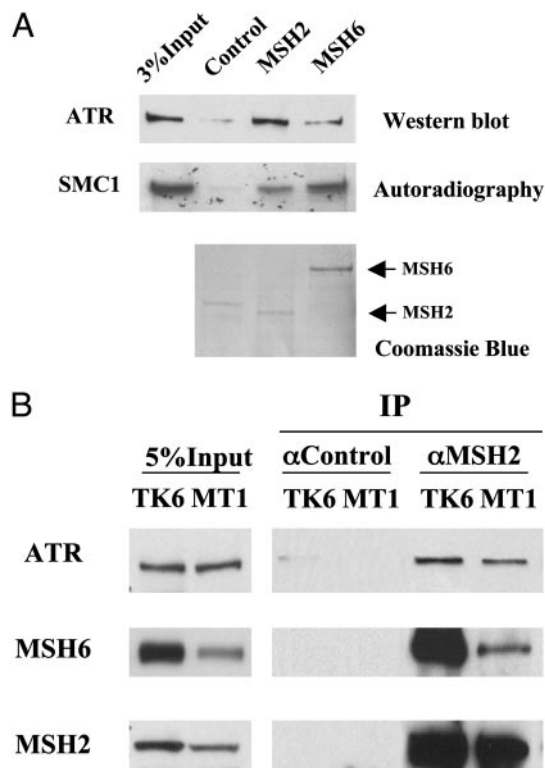 A
3%Input Control MSH2 MSH6
ATR Western blot
SMC1 Autoradiography
MSH6
MSH2
Coomassie Blue
B
IP
5%Input αControl αMSH2
TK6 MT1 TK6 MT1 TK6 MT1
ATR
MSH6
MSH2